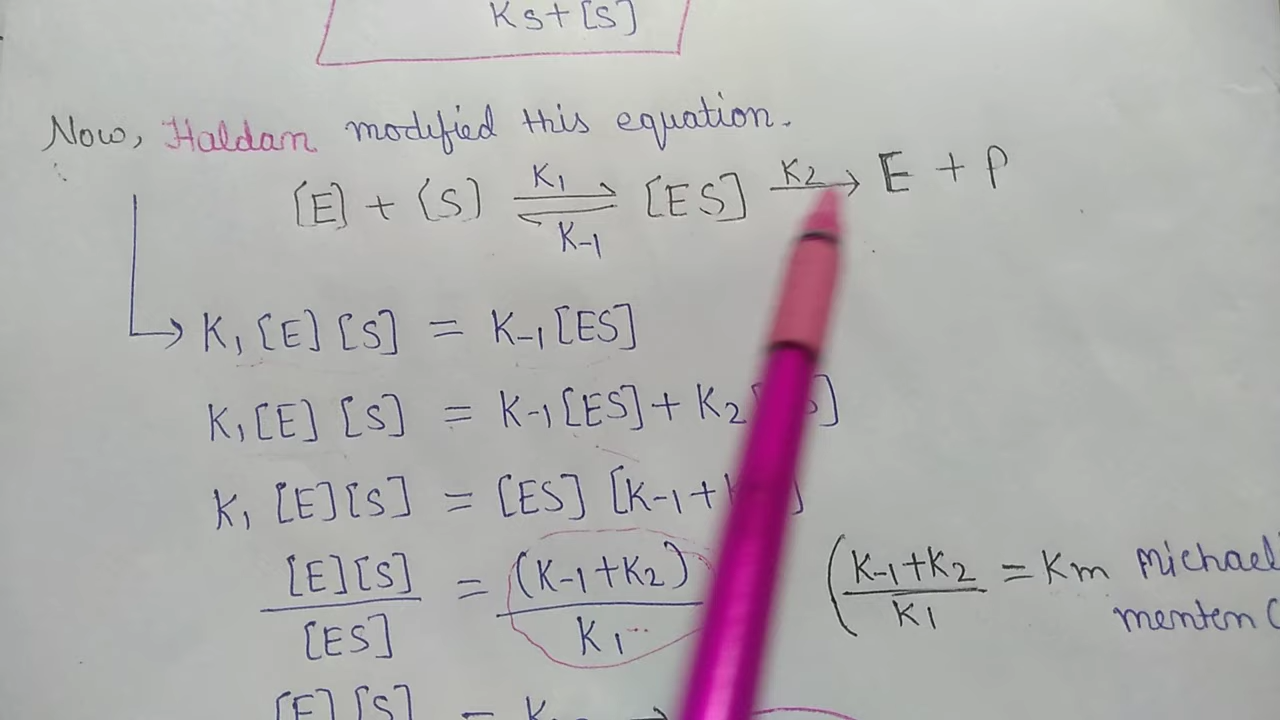 Ks+[S]
Now, Haldan modified this equation.
[E] + (S) K1 K-1 [ES] K2 E + P
K1[E][S] = K-1[ES]
K1[E][S] = K-1[ES]+K2
K1[E][S] = [ES][K-1+
[E][S] / [ES] = (K-1+K2) / K1 (K-1+K2 / K1 = Km Michael
menten
[E][S] =